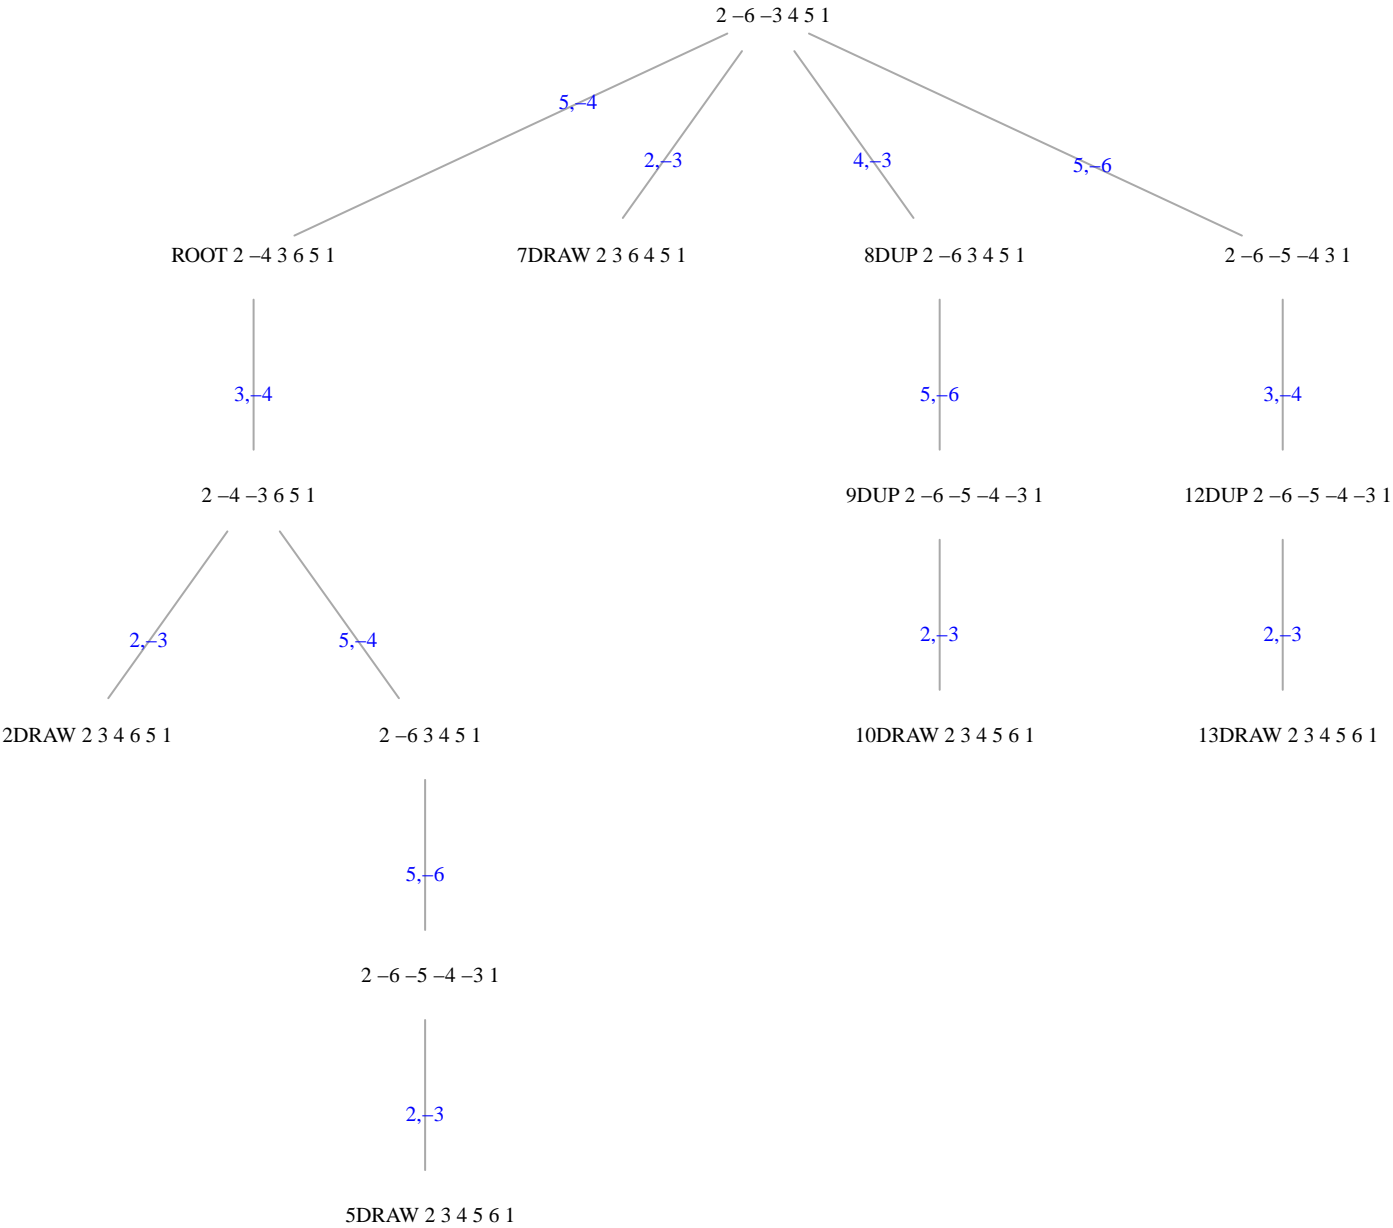 2 –6 –3 4 5 1
5,–4
2,–3
4,–3
5,–6
ROOT 2 –4 3 6 5 1
7DRAW 2 3 6 4 5 1
8DUP 2 –6 3 4 5 1
2 –6 –5 –4 3 1
3,–4
5,–6
3,–4
2 –4 –3 6 5 1
9DUP 2 –6 –5 –4 –3 1
12DUP 2 –6 –5 –4 –3 1
2,–3
5,–4
2,–3
2,–3
2DRAW 2 3 4 6 5 1
2 –6 3 4 5 1
10DRAW 2 3 4 5 6 1
13DRAW 2 3 4 5 6 1
5,–6
2 –6 –5 –4 –3 1
2,–3
5DRAW 2 3 4 5 6 1